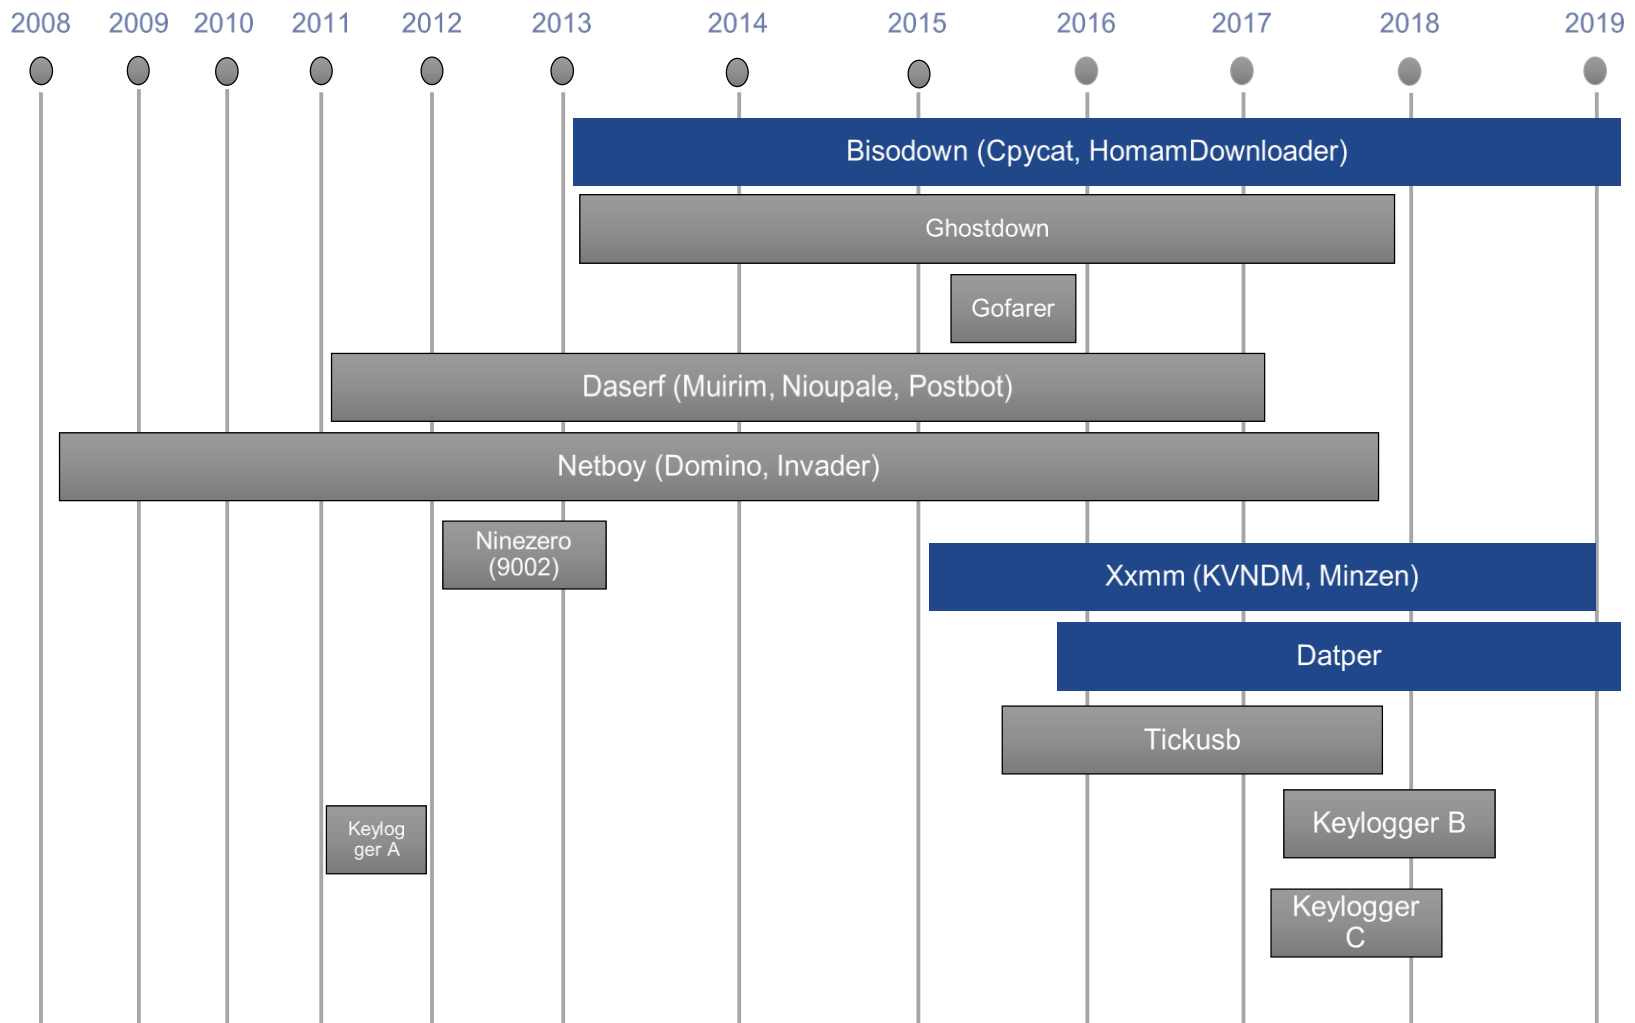 2008 2009 2010 2011 2012 2013 2014 2015 2016 2017 2018 2019
Bisodown (Cpycat, HomamDownloader)
Ghostdown
Gofarer
Daserf (Muirim, Nioupale, Postbot)
Netboy (Domino, Invader)
Ninezero
(9002)
Xxmm (KVNDM, Minzen)
Datper
Tickusb
Keylog
ger A
Keylogger B
Keylogger
C